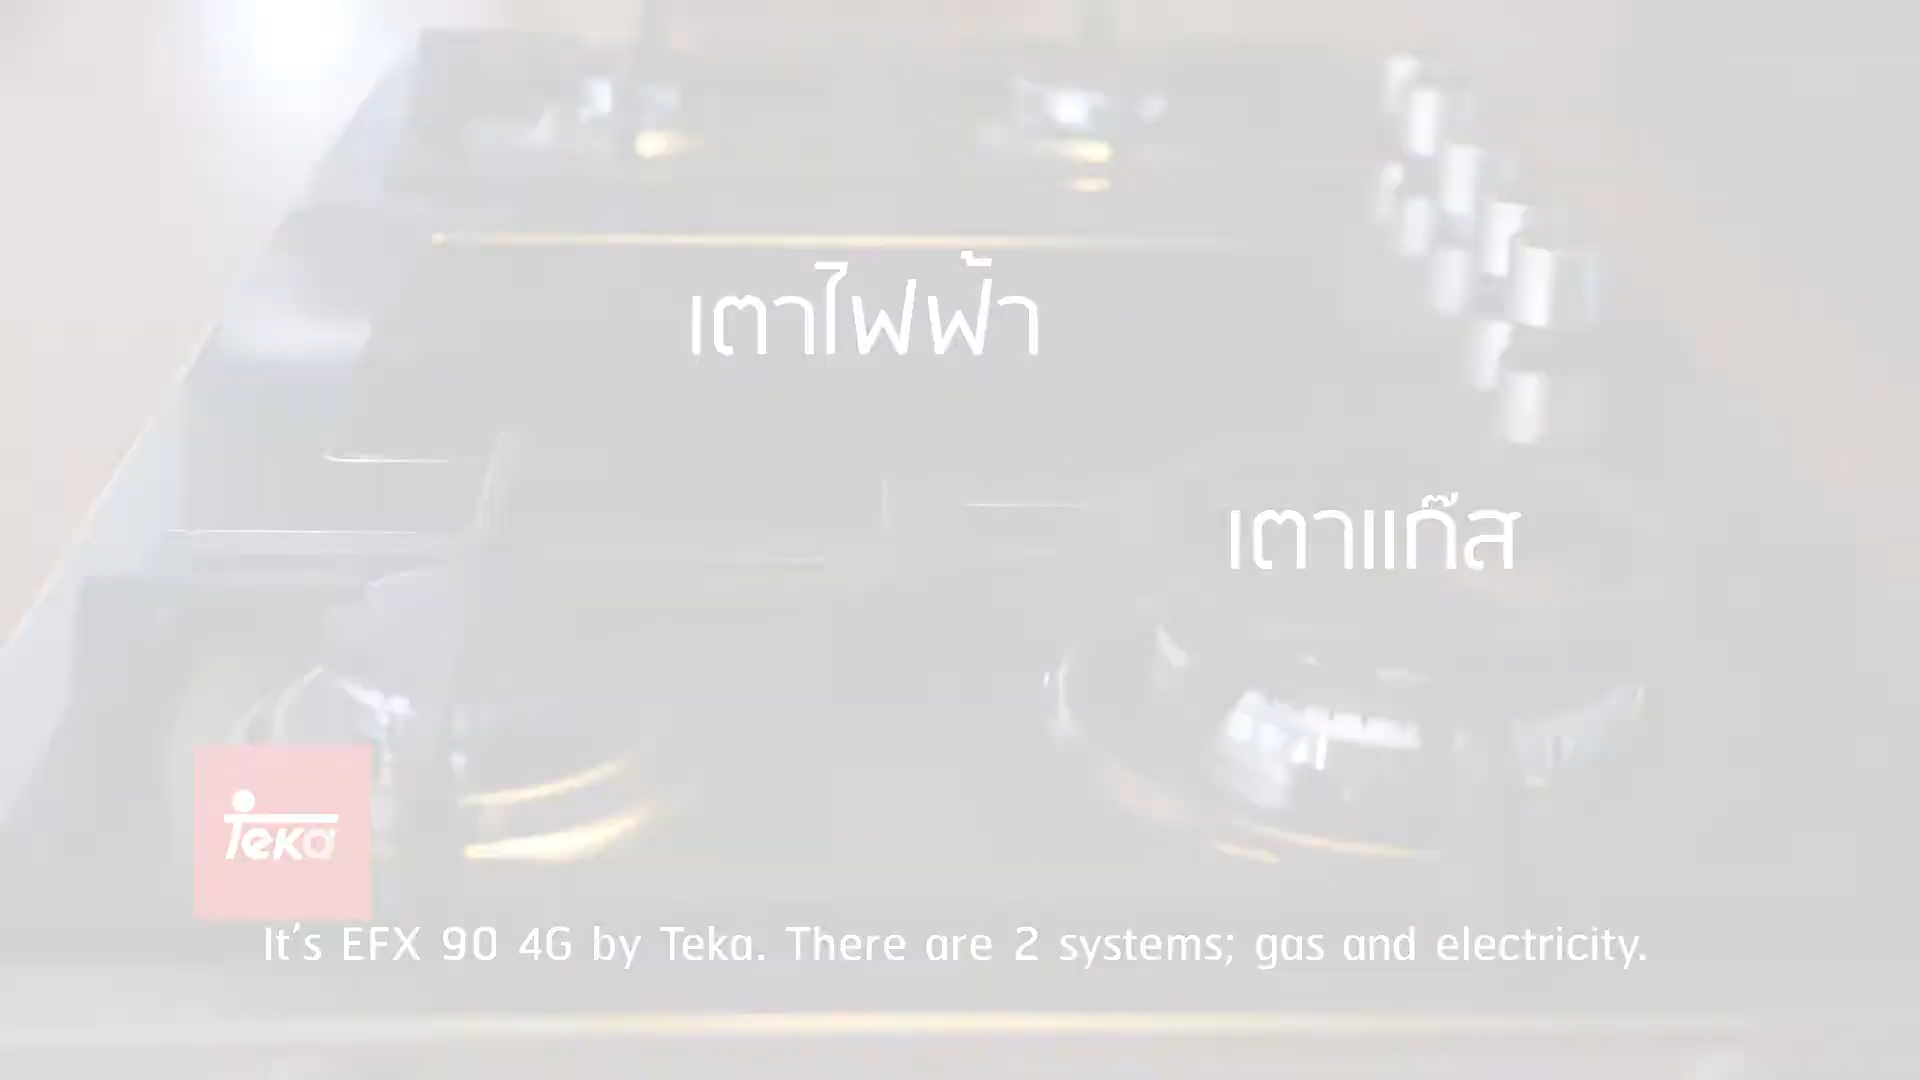 เตาไฟฟ้า
เตาแก๊ส
Teka
It's EFX 90 4G by Teka. There are 2 systems; gas and electricity.